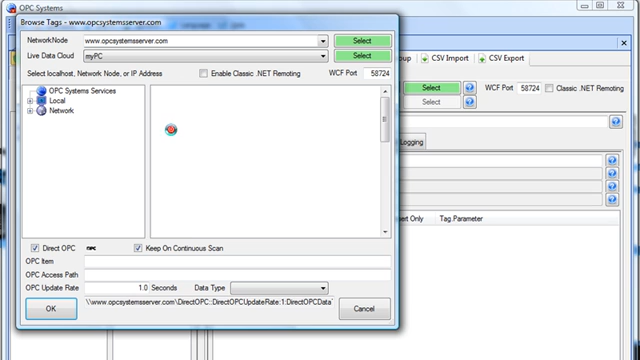 OPC Systems
Browse Tags - www.opcsystemsserver.com
NetworkNode www.opcsystemsserver.com Select
Live Data Cloud myPC Select
Select localhost, Network Node, or IP Address Enable Classic .NET Remoting WCF Port 58724
OPC Systems Services
Local
Network
Direct OPC OPC Keep On Continuous Scan
OPC Item
OPC Access Path
OPC Update Rate 1.0 Seconds Data Type
\\www.opcsystemsserver.com\DirectOPC::DirectOPCUpdateRate:1:DirectOPCData
OK Cancel
CSV Import CSV Export
Select WCF Port 58724 Classic .NET Remoting
Select
Logging
Only Tag.Parameter